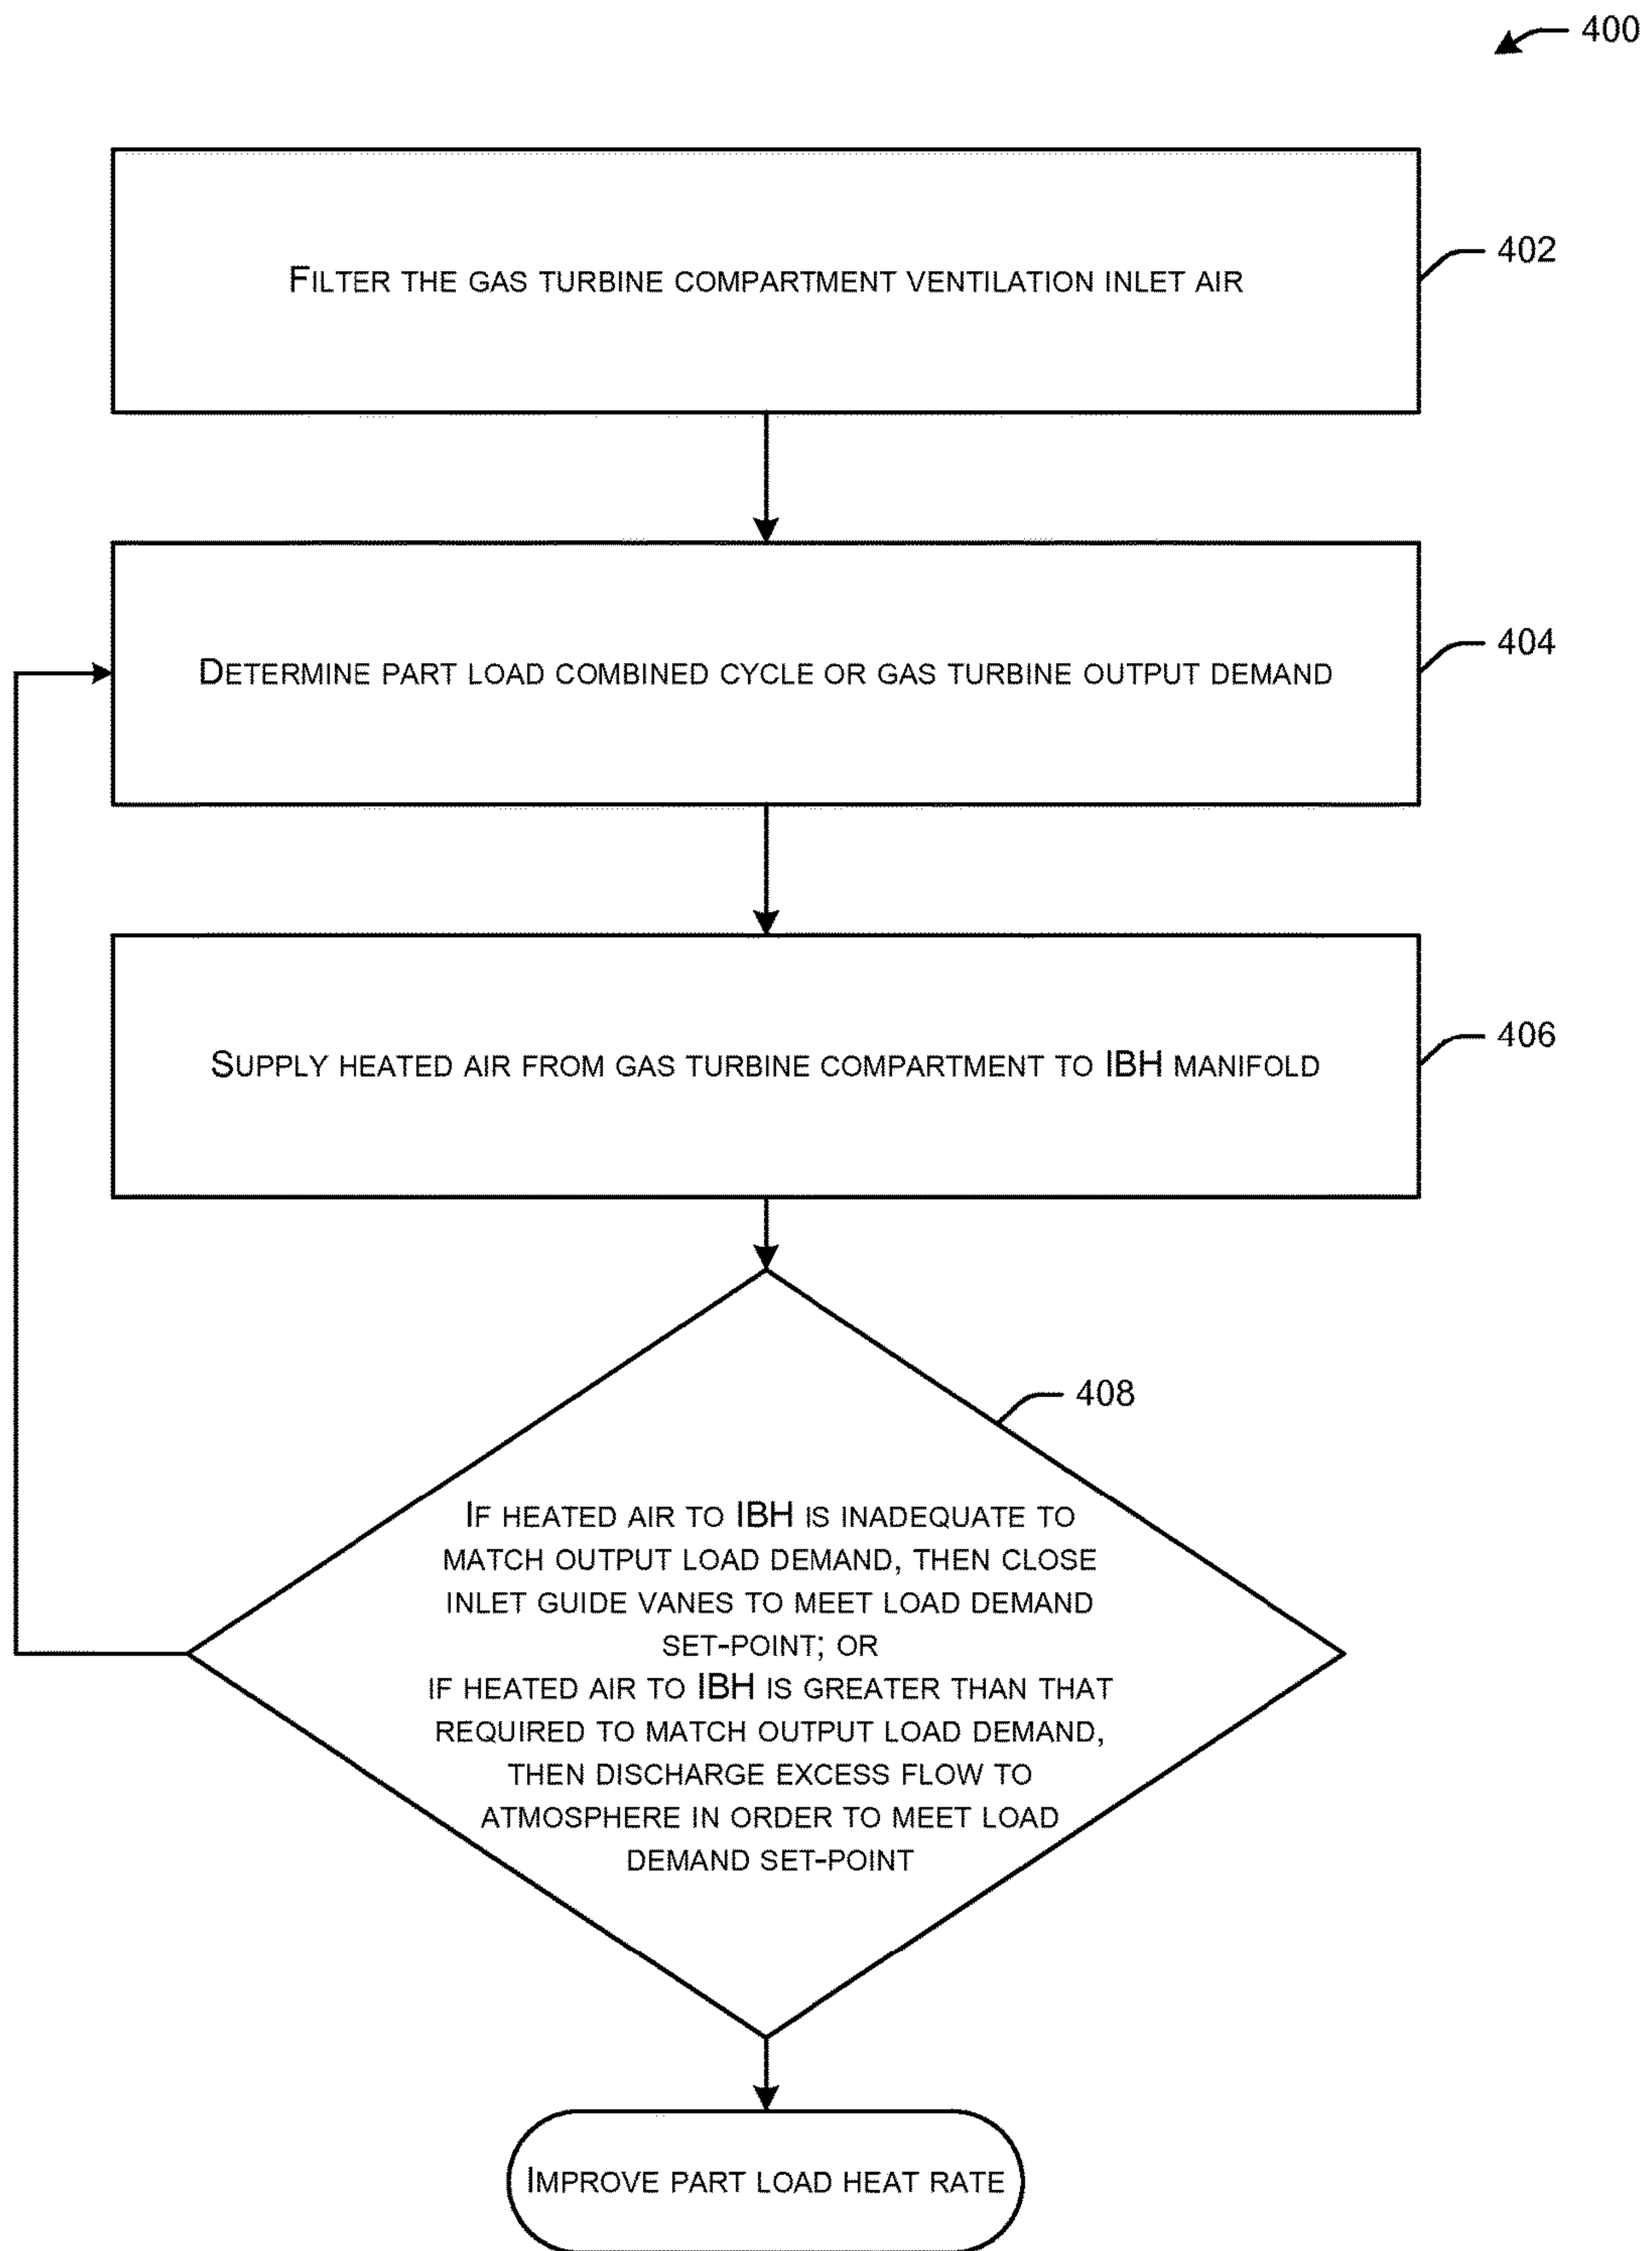 400
FILTER THE GAS TURBINE COMPARTMENT VENTILATION INLET AIR
402
DETERMINE PART LOAD COMBINED CYCLE OR GAS TURBINE OUTPUT DEMAND
404
SUPPLY HEATED AIR FROM GAS TURBINE COMPARTMENT TO IBH MANIFOLD
406
408
IF HEATED AIR TO IBH IS INADEQUATE TO
MATCH OUTPUT LOAD DEMAND, THEN CLOSE
INLET GUIDE VANES TO MEET LOAD DEMAND
SET-POINT; OR
IF HEATED AIR TO IBH IS GREATER THAN THAT
REQUIRED TO MATCH OUTPUT LOAD DEMAND,
THEN DISCHARGE EXCESS FLOW TO
ATMOSPHERE IN ORDER TO MEET LOAD
DEMAND SET-POINT
IMPROVE PART LOAD HEAT RATE